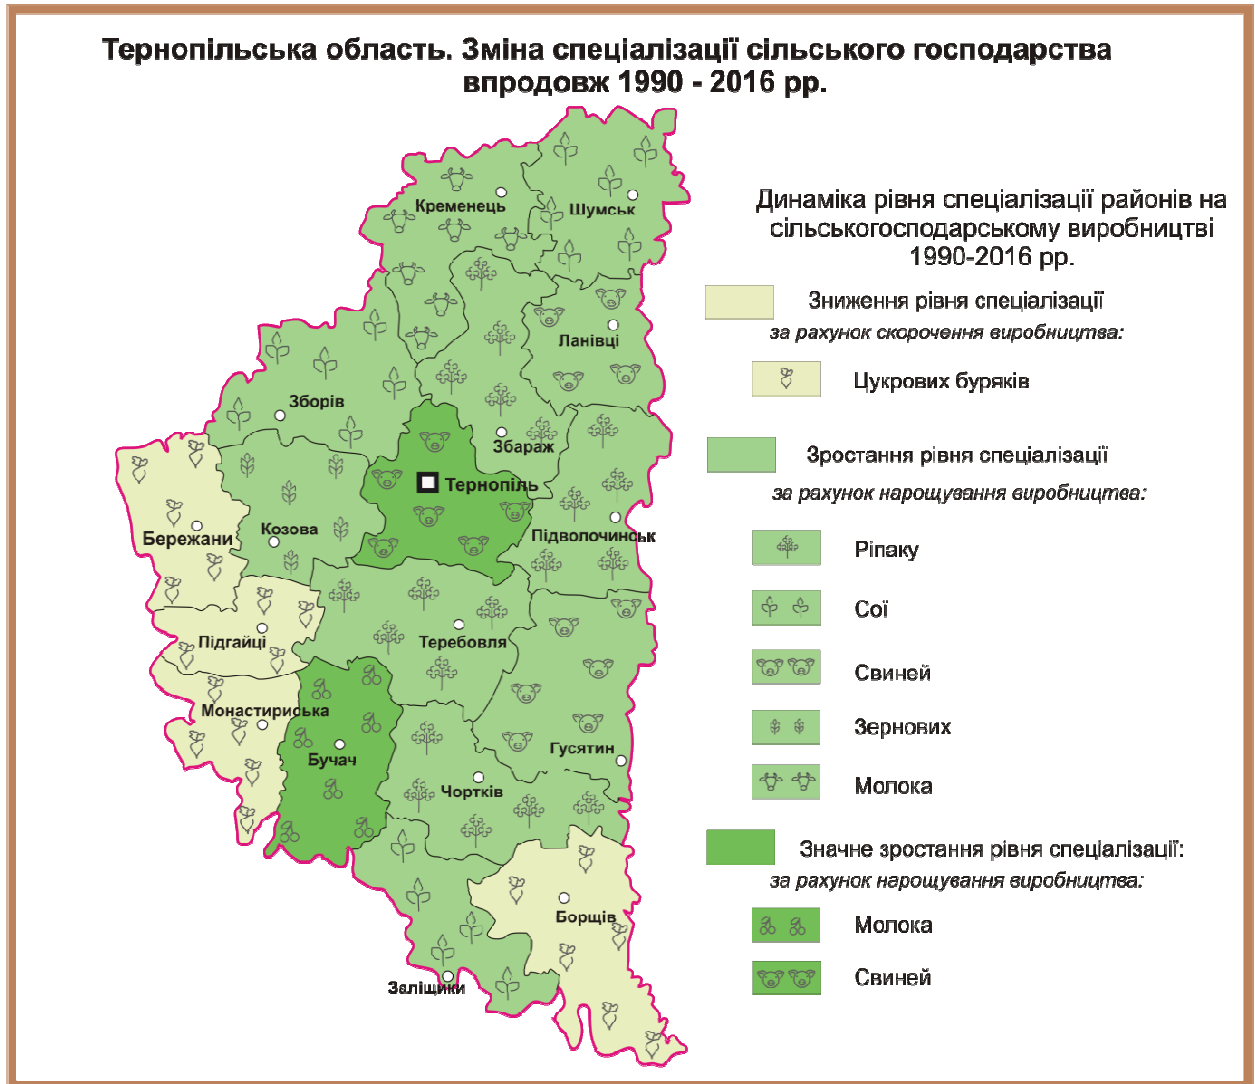 Тернопільська область. Зміна спеціалізації сільського господарства
впродовж 1990 - 2016 рр.
Динаміка рівня спеціалізації районів на
сільськогосподарському виробництві
1990-2016 рр.
Зниження рівня спеціалізації
за рахунок скорочення виробництва:
Цукрових буряків
Зростання рівня спеціалізації
за рахунок нарощування виробництва:
Ріпаку
Сої
Свиней
Зернових
Молока
Значне зростання рівня спеціалізації:
за рахунок нарощування виробництва:
Молока
Свиней
Кременець
Шумськ
Ланівці
Зборів
Збараж
Тернопіль
Козова
Бережани
Підволочинськ
Підгайці
Теребовля
Монастириська
Бучач
Гусятин
Чортків
Борщів
Заліщики